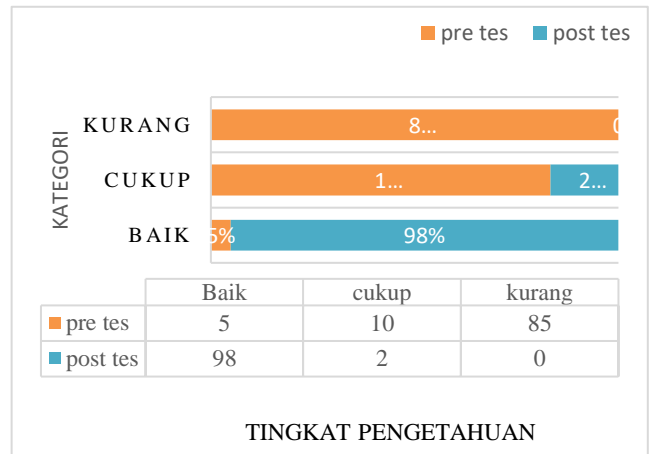 pre tes post tes
KATEGORI
KURANG 8... 0
CUKUP 1... 2...
BAIK 5% 98%
Baik cukup kurang
pre tes 5 10 85
post tes 98 2 0
TINGKAT PENGETAHUAN